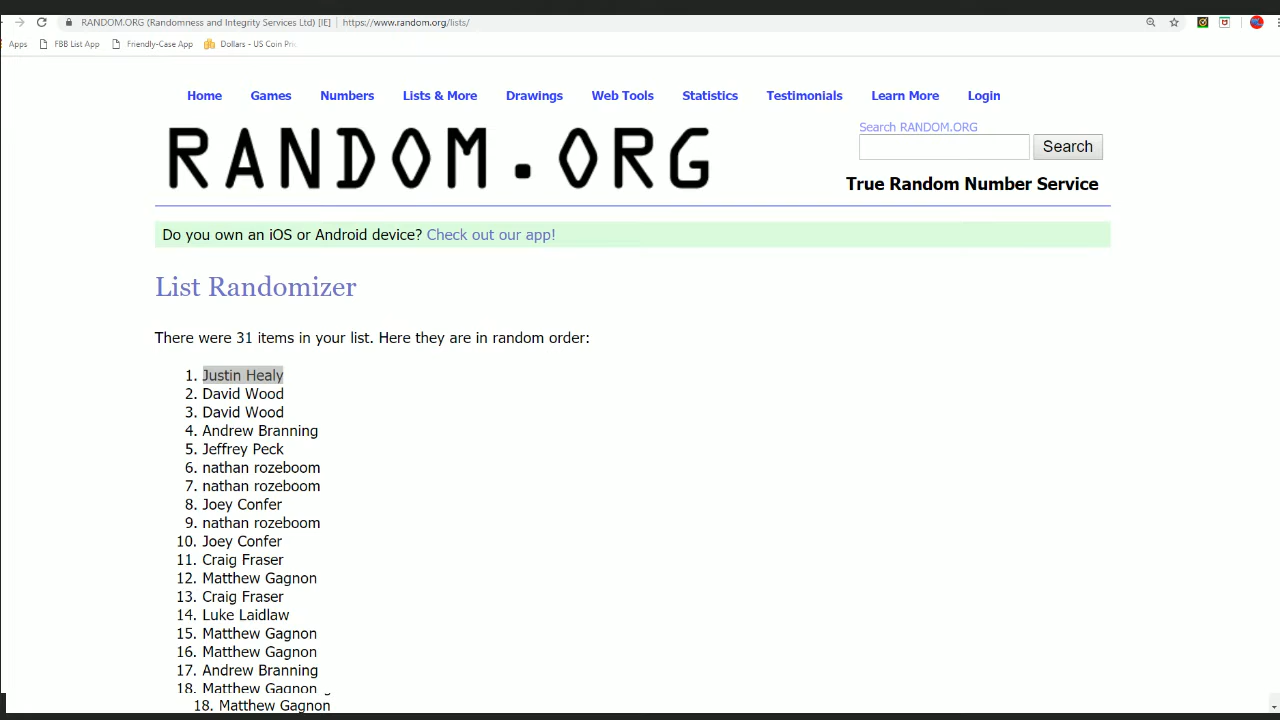 RANDOM.ORG (Randomness and Integrity Services Ltd) [IE] | https://www.random.org/lists/
Apps FBB List App Friendly-Case App Dollars - US Coin Pric
Home Games Numbers Lists & More Drawings Web Tools Statistics Testimonials Learn More Login
RANDOM.ORG
Search RANDOM.ORG
Search
True Random Number Service
Do you own an iOS or Android device? Check out our app!
List Randomizer
There were 31 items in your list. Here they are in random order:
1. Justin Healy
2. David Wood
3. David Wood
4. Andrew Branning
5. Jeffrey Peck
6. nathan rozeboom
7. nathan rozeboom
8. Joey Confer
9. nathan rozeboom
10. Joey Confer
11. Craig Fraser
12. Matthew Gagnon
13. Craig Fraser
14. Luke Laidlaw
15. Matthew Gagnon
16. Matthew Gagnon
17. Andrew Branning
18. Matthew Gagnon
18. Matthew Gagnon